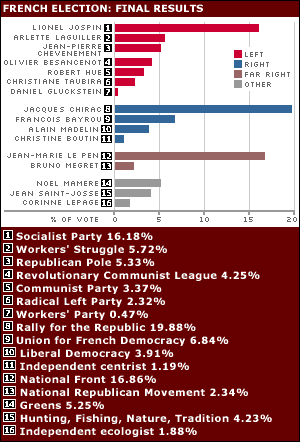 FRENCH ELECTION: FINAL RESULTS
LIONEL JOSPIN 1
ARLETTE LAGUILLER 2
JEAN-PIERRE
CHEVENEMENT 3
OLIVIER BESANCENOT 4
ROBERT HUE 5
CHRISTIANE TAUBIRA 6
DANIEL GLUCKSTEIN 7
LEFT
RIGHT
FAR RIGHT
OTHER
JACQUES CHIRAC 8
FRANCOIS BAYROU 9
ALAIN MADELIN 10
CHRISTINE BOUTIN 11
JEAN-MARIE LE PEN 12
BRUNO MEGRET 13
NOEL MAMERE 14
JEAN SAINT-JOSSE 15
CORINNE LEPAGE 16
% OF VOTE 0 5 10 15 20
1 Socialist Party 16.18%
2 Workers' Struggle 5.72%
3 Republican Pole 5.33%
4 Revolutionary Communist League 4.25%
5 Communist Party 3.37%
6 Radical Left Party 2.32%
7 Workers' Party 0.47%
8 Rally for the Republic 19.88%
9 Union for French Democracy 6.84%
10 Liberal Democracy 3.91%
11 Independent centrist 1.19%
12 National Front 16.86%
13 National Republican Movement 2.34%
14 Greens 5.25%
15 Hunting, Fishing, Nature, Tradition 4.23%
16 Independent ecologist 1.88%